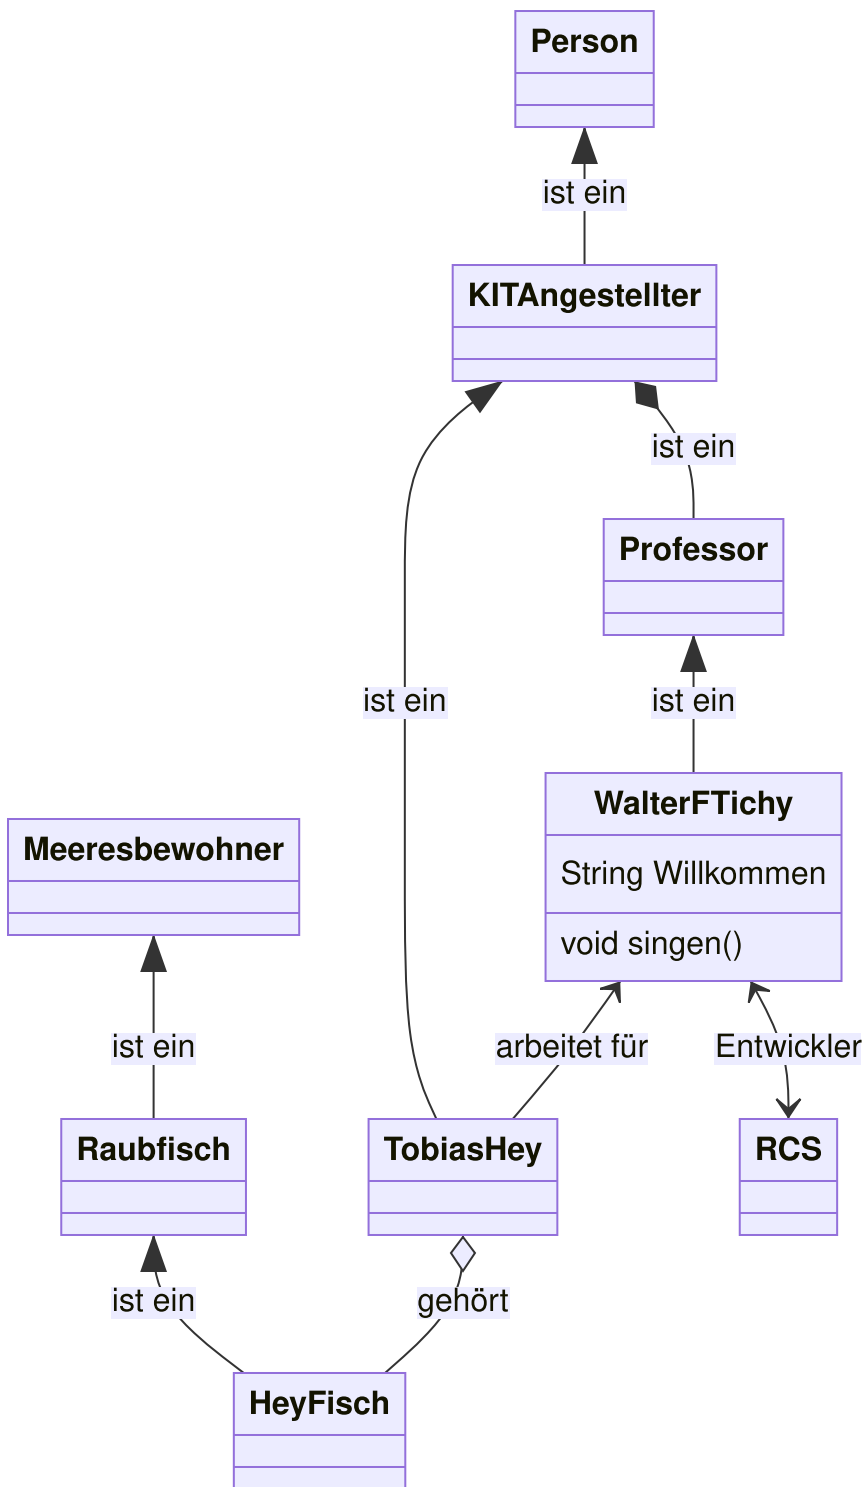 Person
ist ein
KITAngestellter
ist ein
Professor
ist ein
ist ein
WalterFTichy
String Willkommen
void singen()
Meeresbewohner
ist ein
arbeitet für
Entwickler
Raubfisch
TobiasHey
RCS
ist ein
gehört
HeyFisch